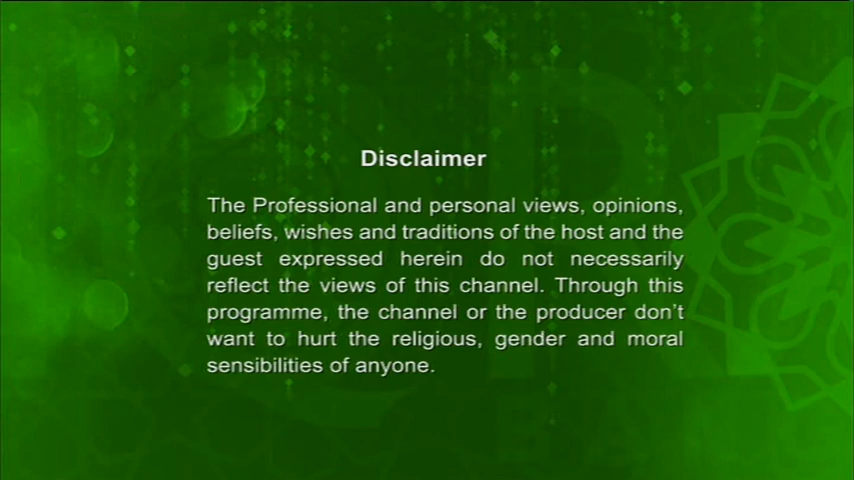 Disclaimer
The Professional and personal views, opinions,
beliefs, wishes and traditions of the host and the
guest expressed herein do not necessarily
reflect the views of this channel. Through this
programme, the channel or the producer don't
want to hurt the religious, gender and moral
sensibilities of anyone.